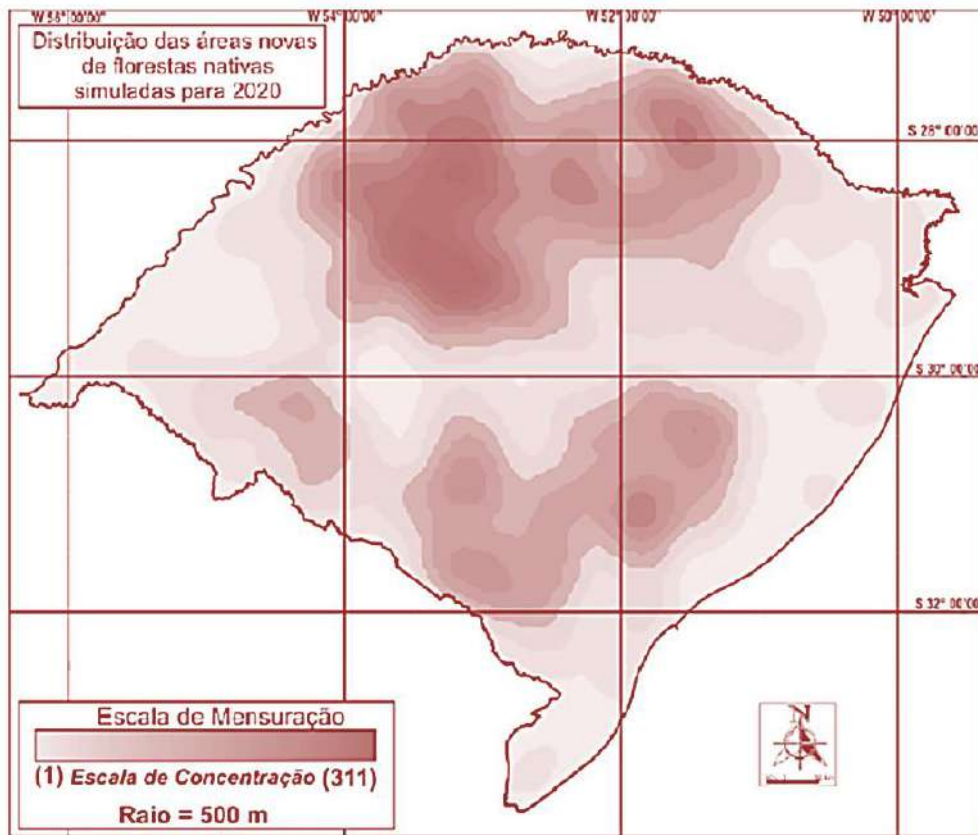 W 56° 00'00"
W 54° 00'00"
W 52° 00'00"
W 50° 00'00"
Distribuição das áreas novas
de florestas nativas
simuladas para 2020
S 28° 00'00
S 30° 00'00
S 32° 00'00
Escala de Mensuração
(1) Escala de Concentração (311)
Raio = 500 m
N